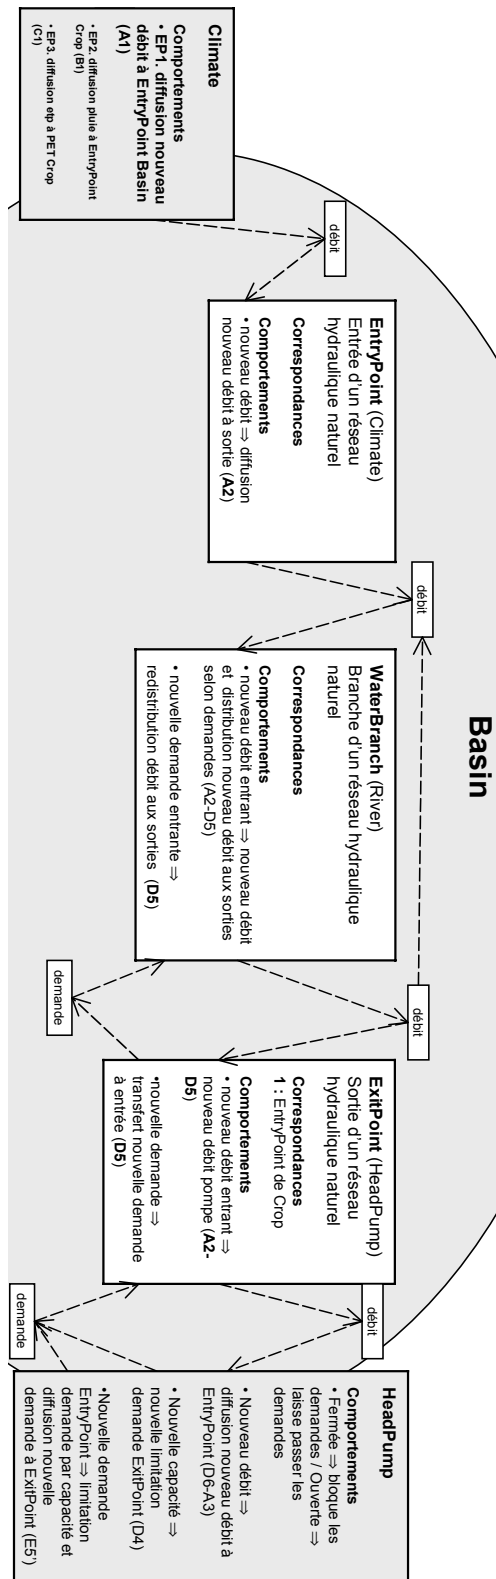 Basin
Climate
Comportements
• EP1. diffusion nouveau
débit à EntryPoint Basin
(A1)
• EP2. diffusion pluie à EntryPoint
Crop (B1)
• EP3. diffusion etp à PET Crop
(C1)
débit
EntryPoint (Climate)
Entrée d'un réseau
hydraulique naturel
Correspondances
Comportements
• nouveau débit ⇒ diffusion
nouveau débit à sortie (A2)
débit
WaterBranch (River)
Branche d'un réseau hydraulique
naturel
Correspondances
Comportements
• nouveau débit entrant ⇒ nouveau débit
et distribution nouveau débit aux sorties
selon demandes (A2-D5)
• nouvelle demande entrante ⇒
redistribution débit aux sorties (D5)
débit
demande
ExitPoint (HeadPump)
Sortie d'un réseau
hydraulique naturel
Correspondances
1 : EntryPoint de Crop
Comportements
• nouveau débit entrant ⇒
nouveau débit pompe (A2-
D5)
•nouvelle demande ⇒
transfert nouvelle demande
à entrée (D5)
débit
demande
HeadPump
Comportements
• Fermée ⇒ bloque les
demandes / Ouverte ⇒
laisse passer les
demandes
• Nouveau débit ⇒
diffusion nouveau débit à
EntryPoint (D6-A3)
• Nouvelle capacité ⇒
nouvelle limitation
demande ExitPoint (D4)
•Nouvelle demande
EntryPoint ⇒ limitation
demande par capacité et
diffusion nouvelle
demande à ExitPoint (E5')